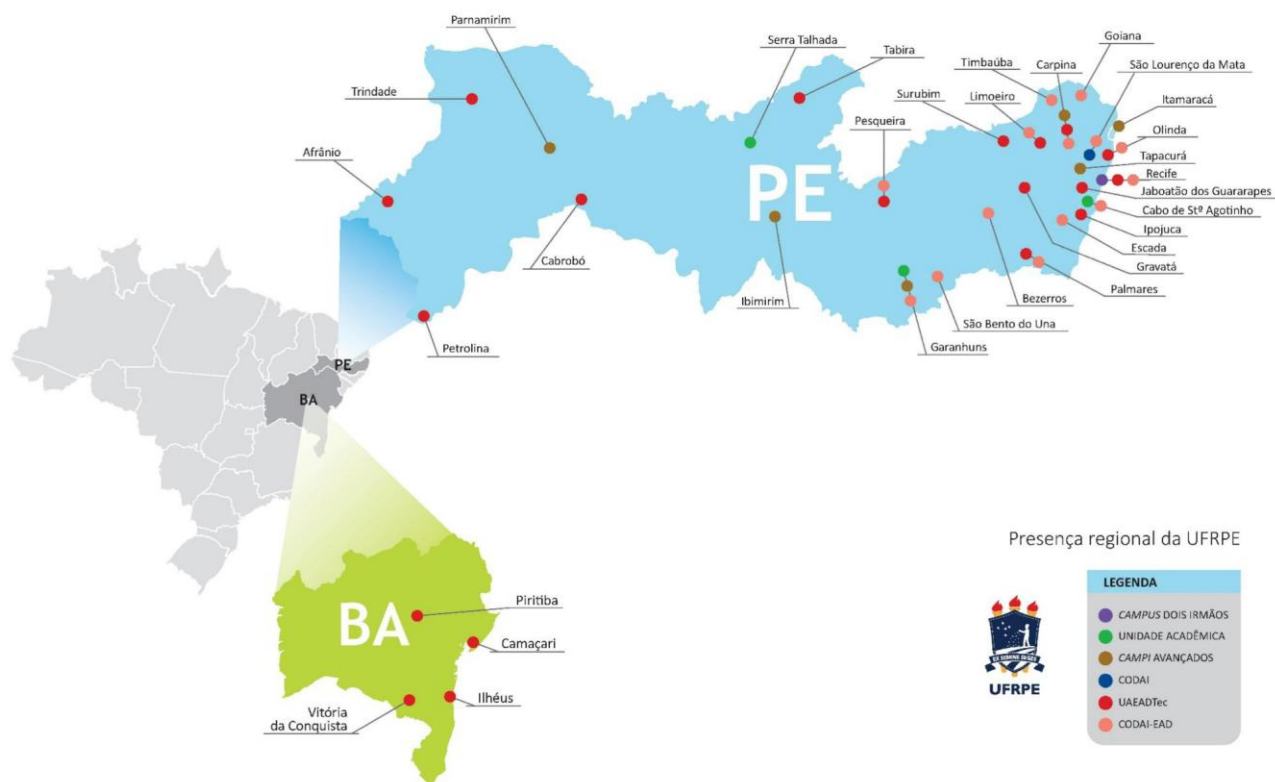 Parnamirim
Serra Talhada
Tabira
Goiana
Timbaúba
Carpina
São Lourenço da Mata
Trindade
Surubim
Limoeiro
Itamaracá
Pesqueira
Olinda
Afrânio
Tapacurá
PE
Recife
Jaboatão dos Guararapes
Cabo de Stº Agotinho
Ipojuca
Escada
Cabrobó
Gravatá
Ibimirim
Bezerros
Palmares
São Bento do Una
Petrolina
Garanhuns
PE
BA
BA
Piritiba
Camaçari
Ilhéus
Vitória
da Conquista
Presença regional da UFRPE
EX SEMINE SEGES
UFRPE
LEGENDA
CAMPUS DOIS IRMÃOS
UNIDADE ACADÊMICA
CAMPI AVANÇADOS
CODAI
UAEADTec
CODAI-EAD